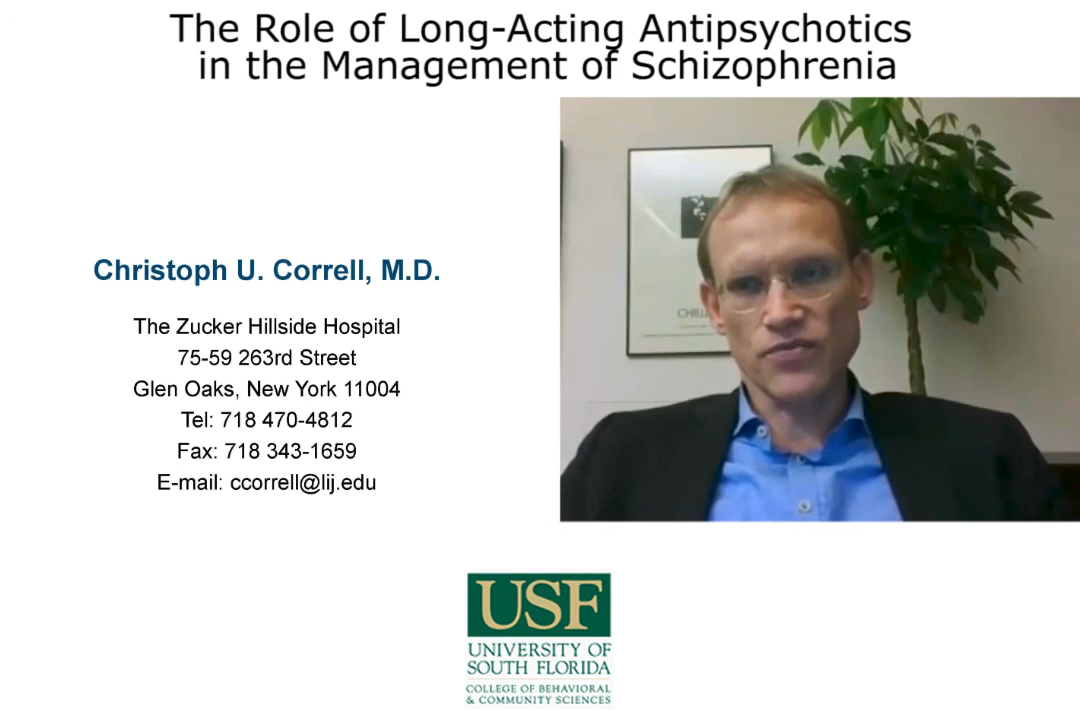 The Role of Long-Acting Antipsychotics
in the Management of Schizophrenia
Christoph U. Correll, M.D.
The Zucker Hillside Hospital
75-59 263rd Street
Glen Oaks, New York 11004
Tel: 718 470-4812
Fax: 718 343-1659
E-mail: ccorrell@lij.edu
CHILL
USF
UNIVERSITY OF
SOUTH FLORIDA
COLLEGE OF BEHAVIORAL
& COMMUNITY SCIENCES